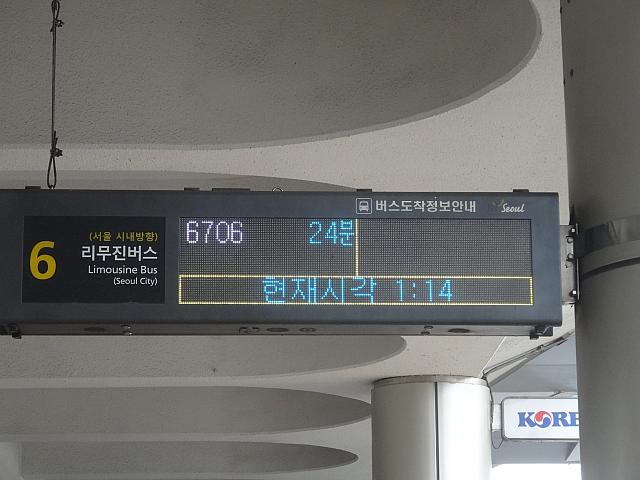 버스도착정보안내 Seoul
6
(서울 시내방향)
리무진버스
Limousine Bus
(Seoul City)
6706 24분
현재시각 1:14